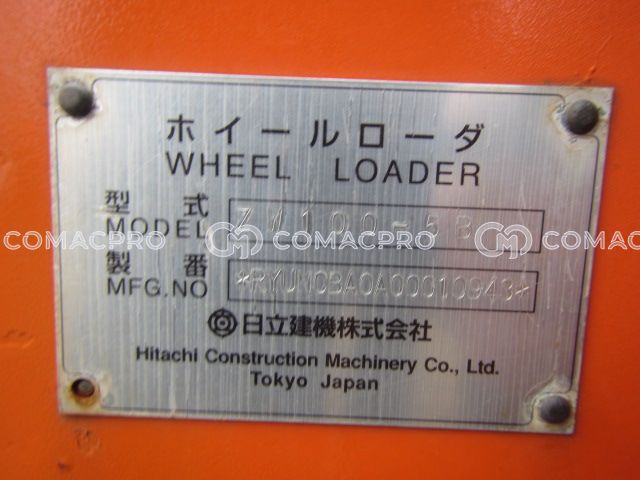 ホイールローダ
WHEEL LOADER
型式
MODEL ZW100-5B
COMACPRO COMACPRO COMACPRO
製番
MFG.NO
日立建機株式会社
Hitachi Construction Machinery Co., Ltd.
Tokyo Japan